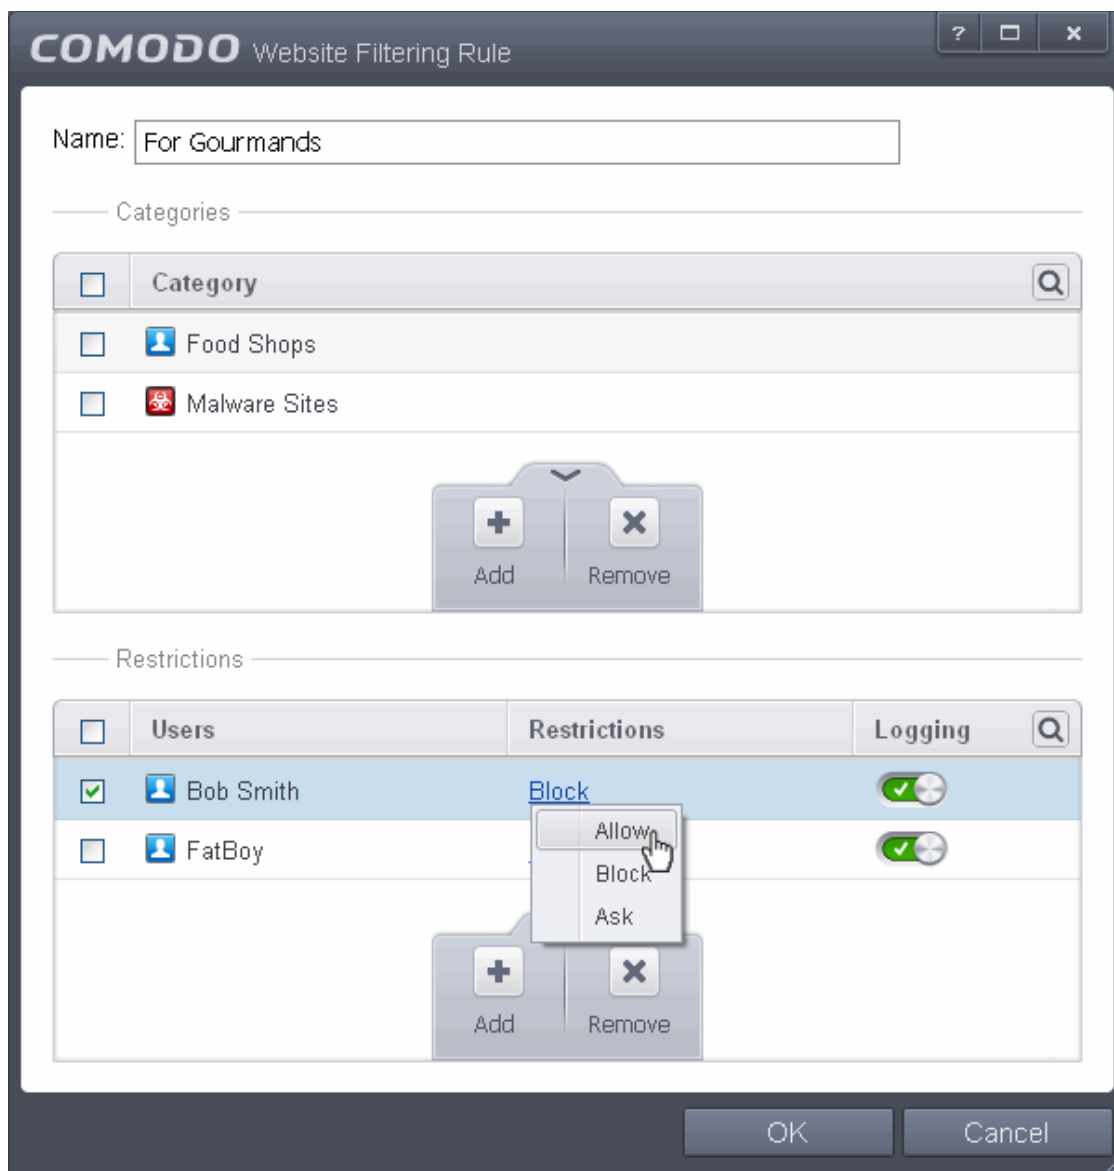 COMODO Website Filtering Rule ?
Name: For Gourmands
Categories
Category
Food Shops
Malware Sites
Add Remove
Restrictions
Users Restrictions Logging
Bob Smith Block
Allow
FatBoy
Block
Ask
Add Remove
OK Cancel